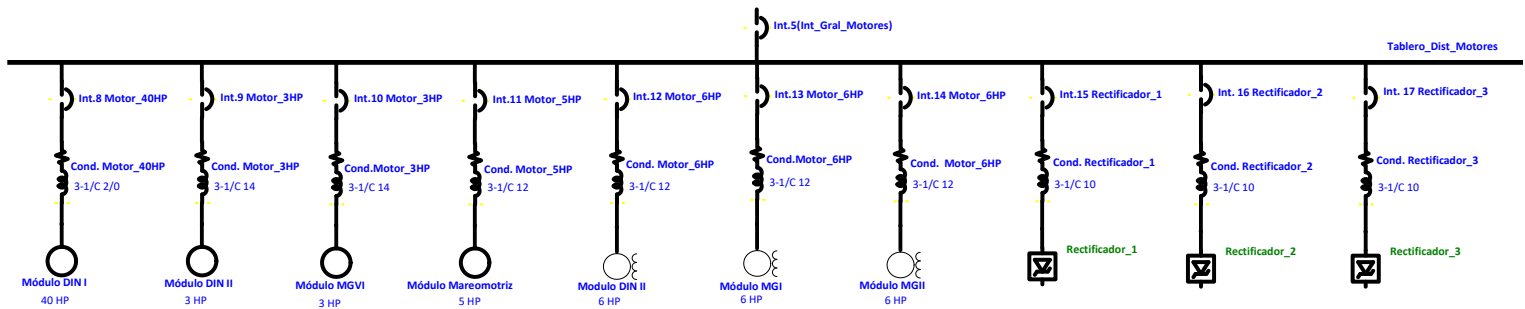 Int.5(Int_Gral_Motores)
Tablero_Dist_Motores
Int.8 Motor_40HP
Int.9 Motor_3HP
Int.10 Motor_3HP
Int.11 Motor_5HP
Int.12 Motor_6HP
Int.13 Motor_6HP
Int.14 Motor_6HP
Int.15 Rectificador_1
Int. 16 Rectificador_2
Int. 17 Rectificador_3
Cond. Motor_40HP
3-1/C 2/0
Cond. Motor_3HP
3-1/C 14
Cond.Motor_3HP
3-1/C 14
Cond. Motor_5HP
3-1/C 12
Cond. Motor_6HP
3-1/C 12
Cond.Motor_6HP
3-1/C 12
Cond. Motor_6HP
3-1/C 12
Cond. Rectificador_1
3-1/C 10
Cond. Rectificador_2
3-1/C 10
Cond. Rectificador_3
3-1/C 10
Módulo DIN I
40 HP
Módulo DIN II
3 HP
Módulo MGVI
3 HP
Módulo Mareomotriz
5 HP
Modulo DIN II
6 HP
Módulo MGI
6 HP
Módulo MGII
6 HP
Rectificador_1
Rectificador_2
Rectificador_3